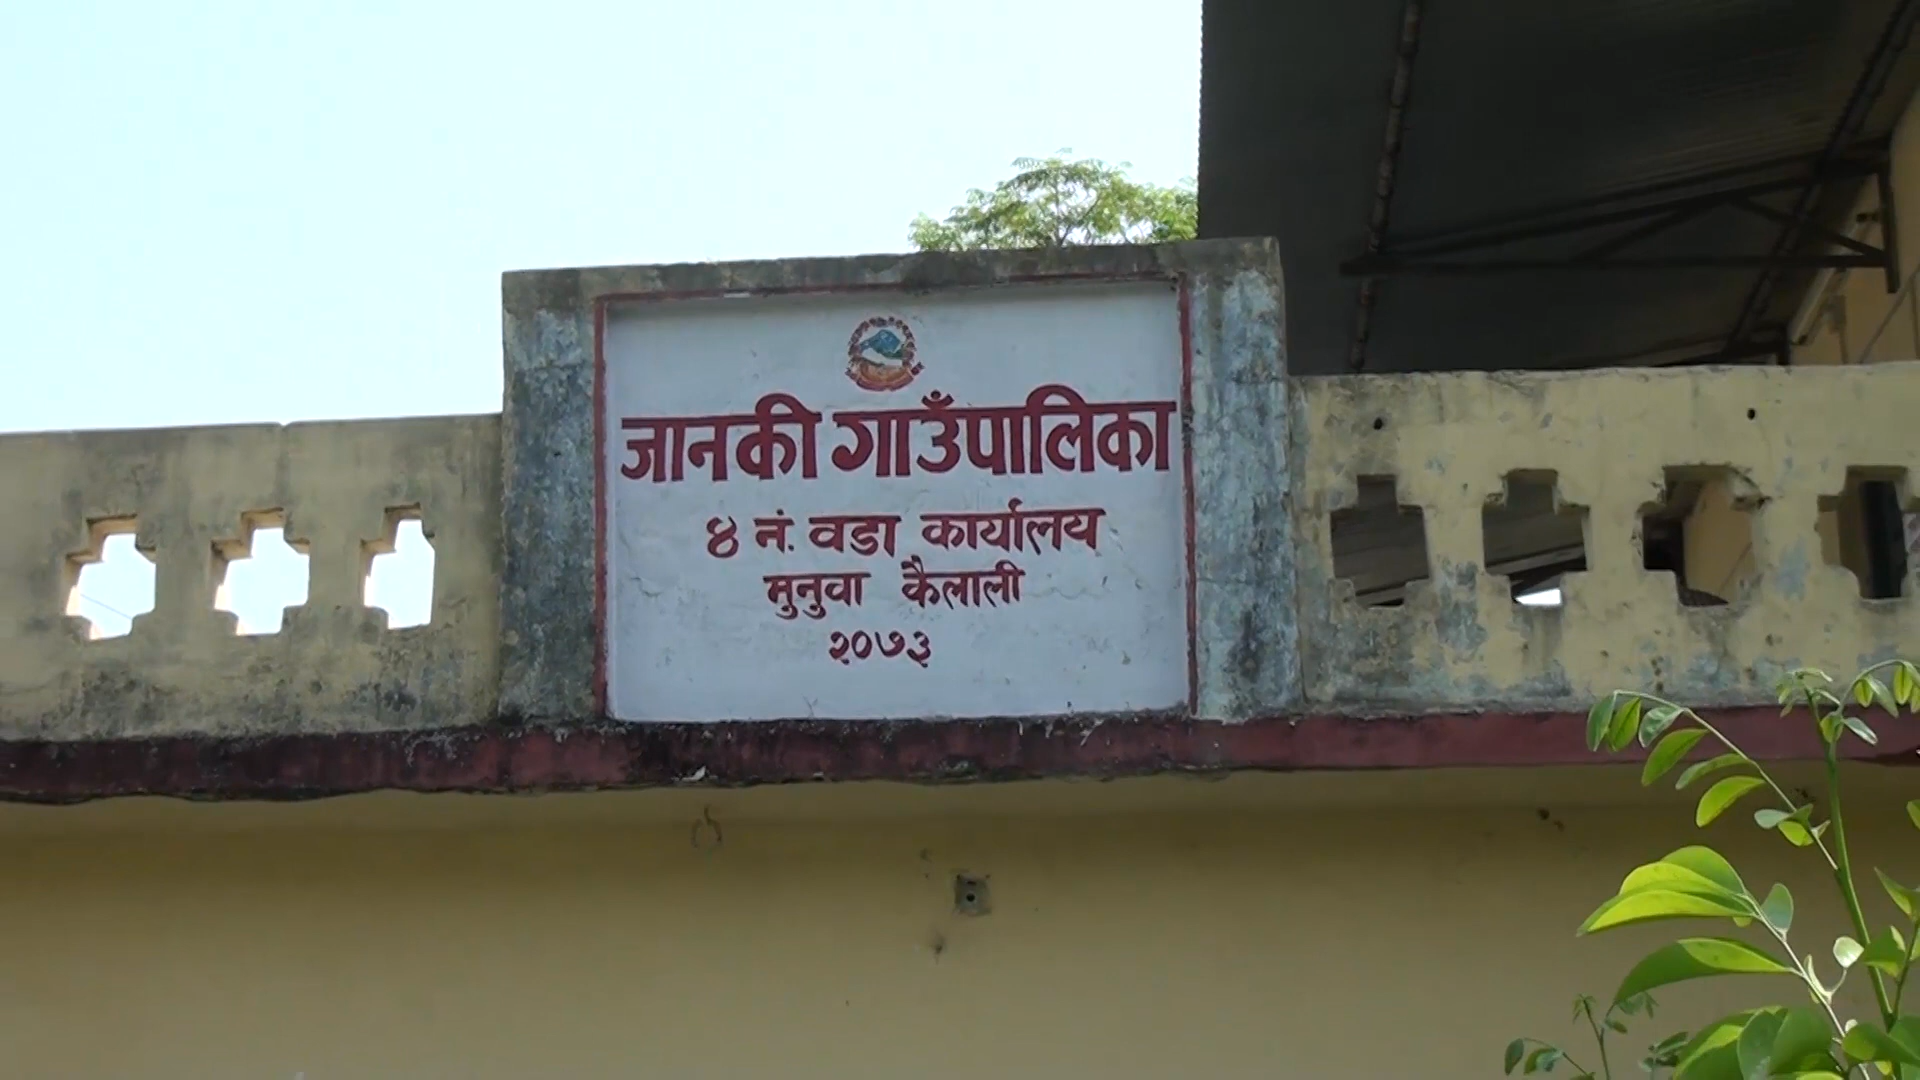 जानकी गाउँपालिका
४ नं. वडा कार्यालय
मुनुवा कैलाली
२०७३